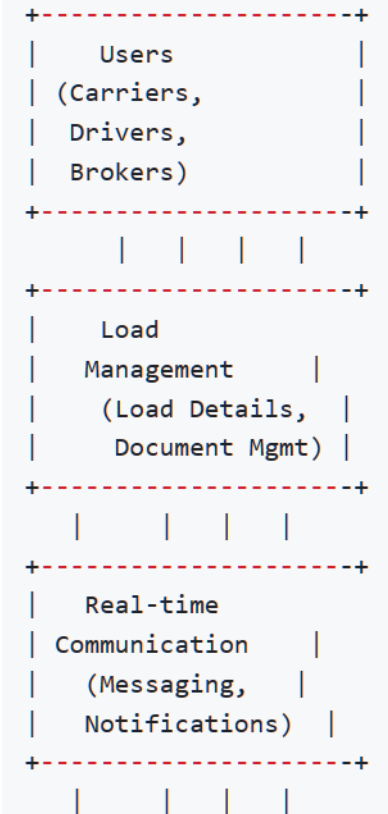 +---------------------+
|    Users            |
| (Carriers,          |
|  Drivers,           |
|  Brokers)           |
+---------------------+
      |   |   |   |
+---------------------+
|    Load
|   Management     |
|    (Load Details,  |
|     Document Mgmt) |
+---------------------+
   |     |   |   |
+---------------------+
|   Real-time
| Communication    |
|   (Messaging,   |
|   Notifications)  |
+---------------------+
   |     |   |   |